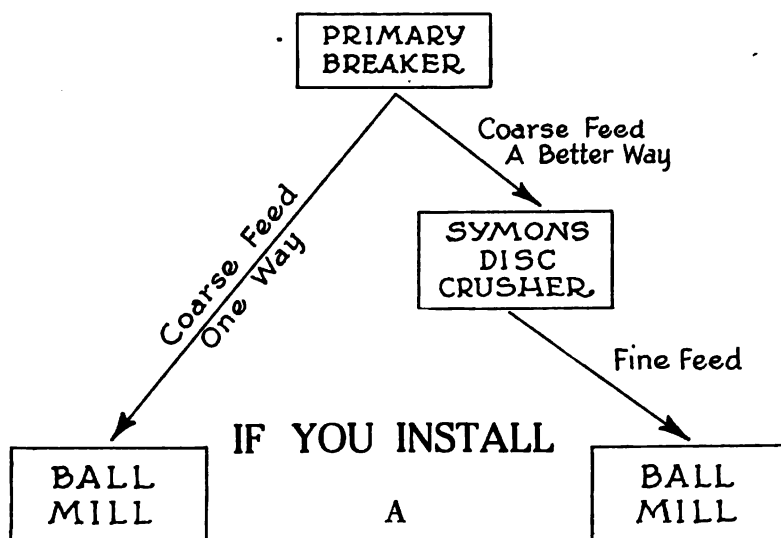 PRIMARY
BREAKER
Coarse Feed
A Better Way
Coarse Feed
One Way
SYMONS
DISC
CRUSHER
Fine Feed
IF YOU INSTALL
BALL
MILL
A
BALL
MILL